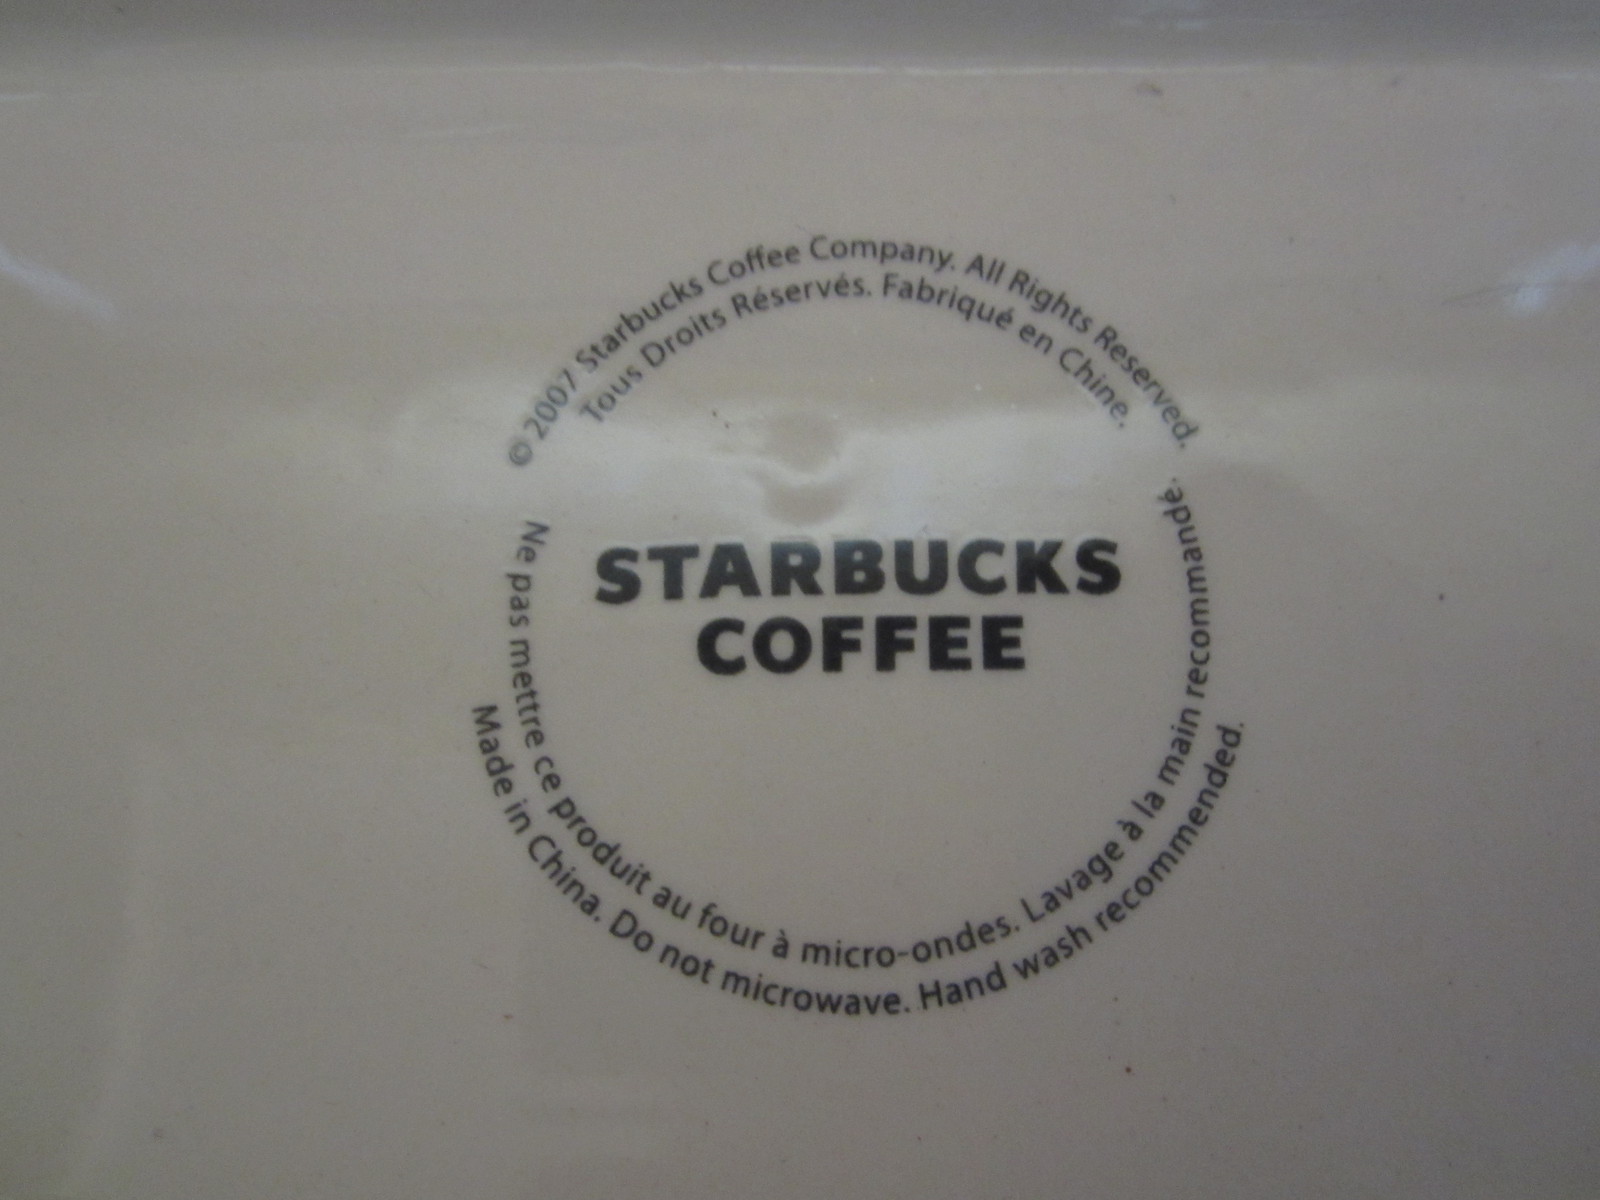 © 2007 Starbucks Coffee Company. All Rights Reserved.
Tous Droits Réservés. Fabriqué en Chine.
STARBUCKS
COFFEE
Ne pas mettre ce produit au four à micro-ondes. Lavage à la main recommandé.
Made in China. Do not microwave. Hand wash recommended.